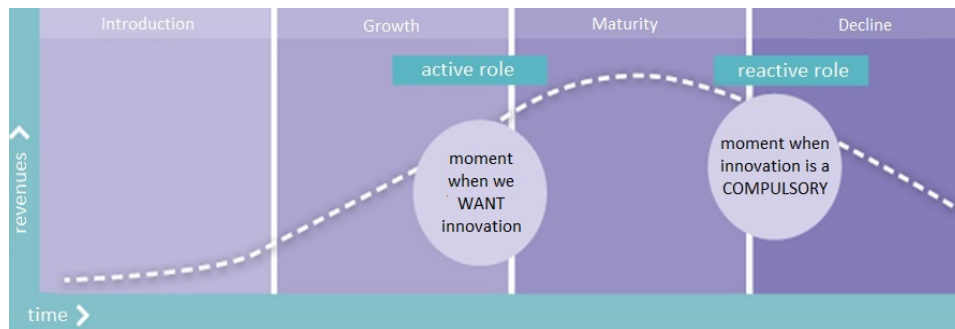 Introduction
Growth
Maturity
Decline
active role
reactive role
moment
when we
WANT
innovation
moment when
innovation is a
COMPULSORY
revenues
time